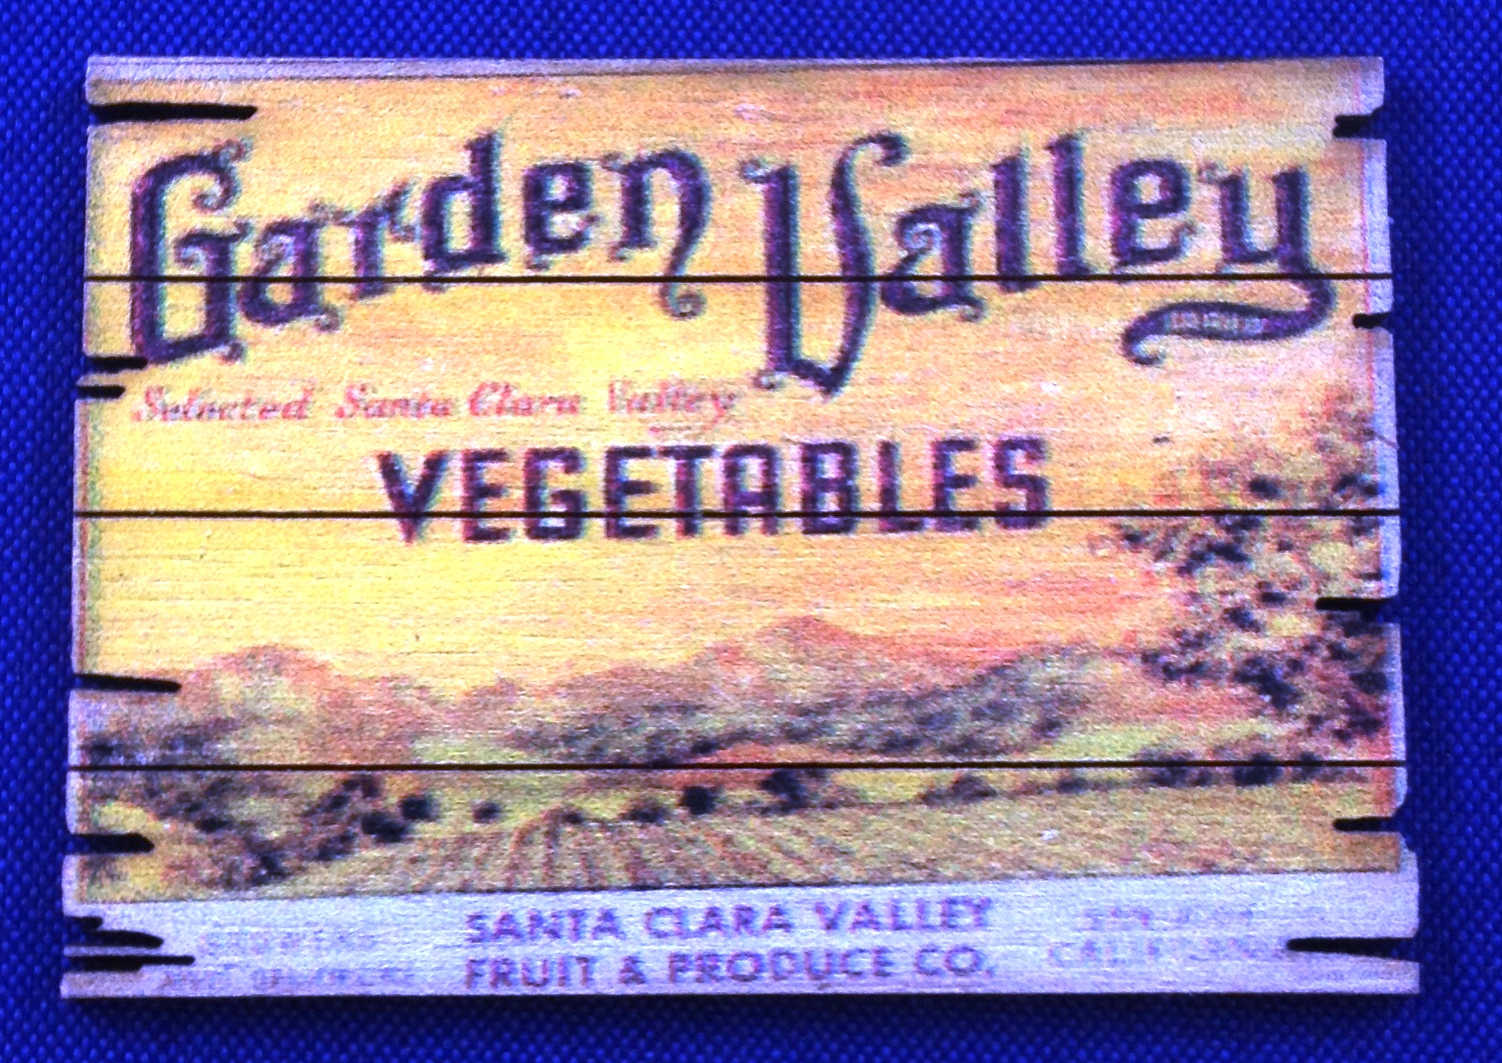 Garden Valley
Selected Santa Clara Valley
VEGETABLES
SANTA CLARA VALLEY
FRUIT & PRODUCE CO.